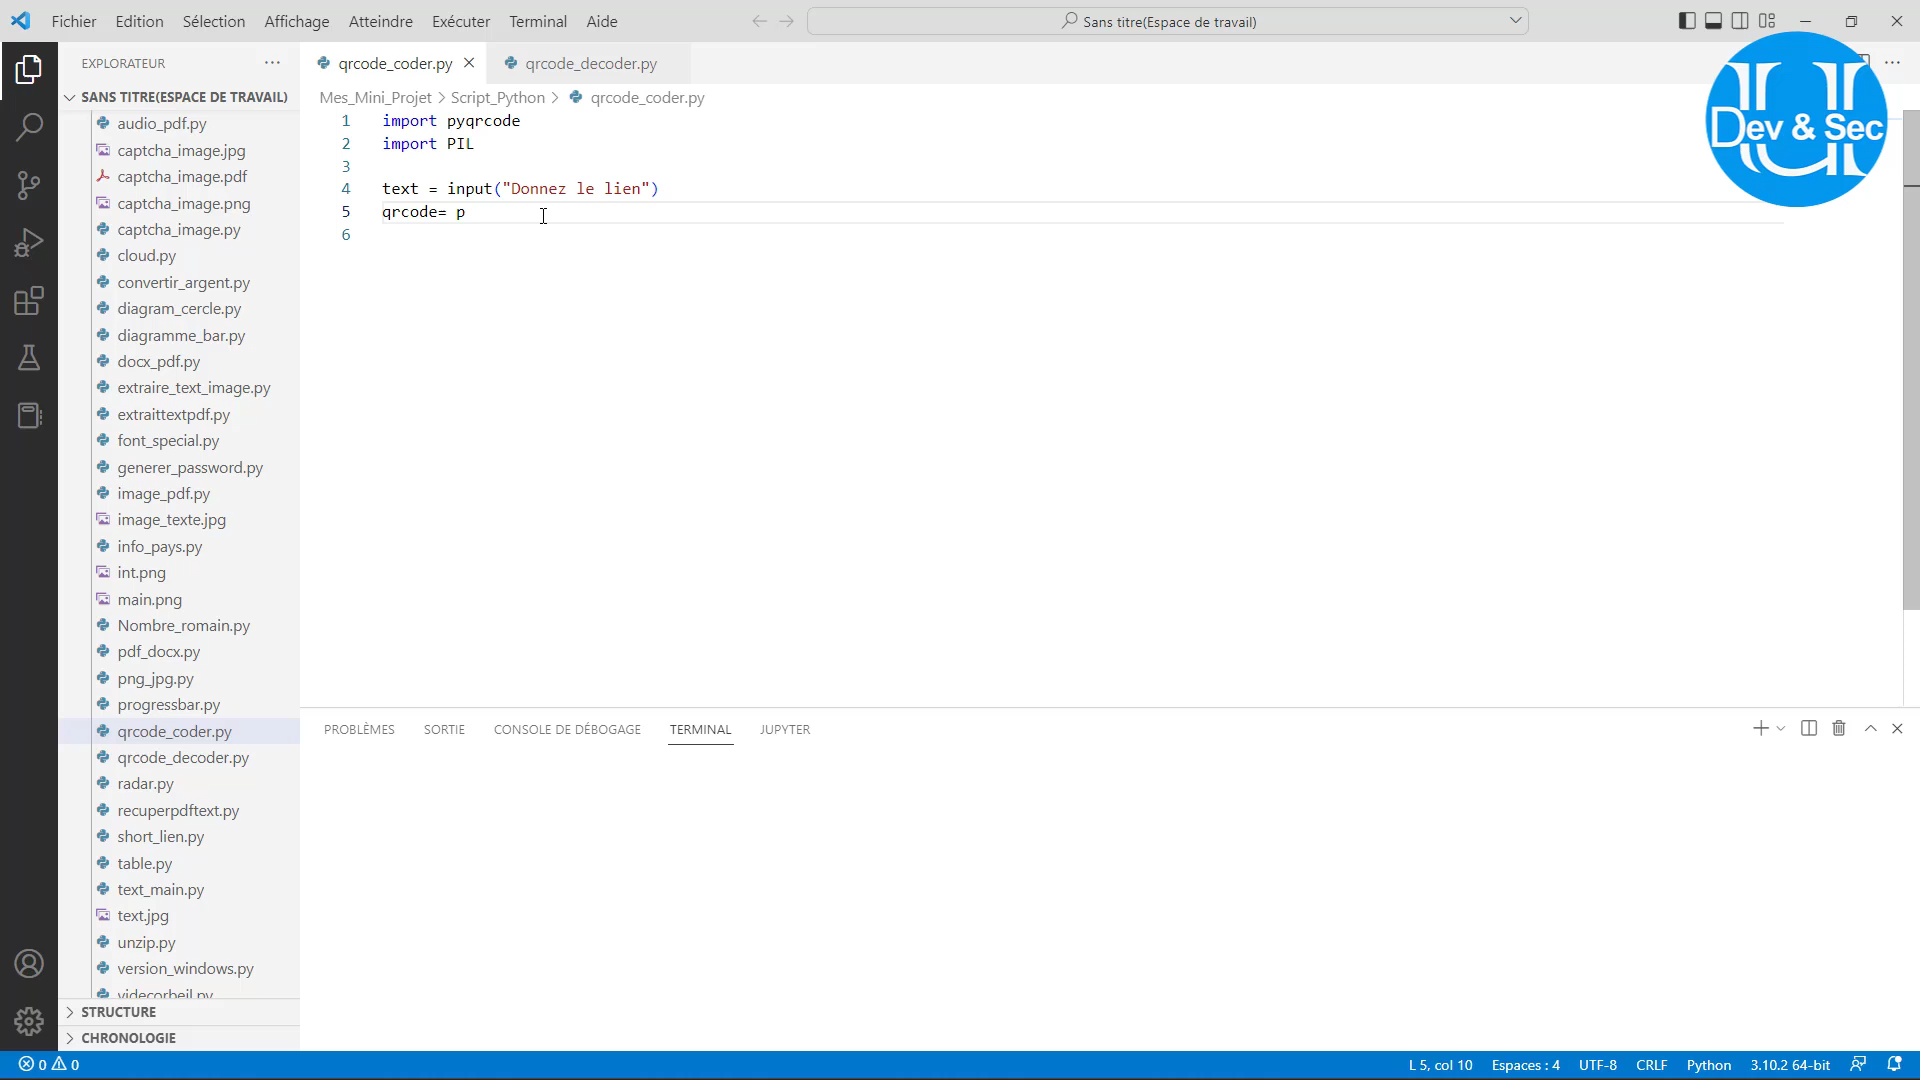 Fichier Edition Sélection Affichage Atteindre Exécuter Terminal Aide
Sans titre(Espace de travail)
U
Dev & Sec
EXPLORATEUR
SANS TITRE(ESPACE DE TRAVAIL)
audio_pdf.py
captcha_image.jpg
captcha_image.pdf
captcha_image.png
captcha_image.py
cloud.py
convertir_argent.py
diagram_cercle.py
diagramme_bar.py
docx_pdf.py
extraire_text_image.py
extraittextpdf.py
font_special.py
generer_password.py
image_pdf.py
image_texte.jpg
info_pays.py
int.png
main.png
Nombre_romain.py
pdf_docx.py
png_jpg.py
progressbar.py
qrcode_coder.py
qrcode_decoder.py
radar.py
recuperpdftext.py
short_lien.py
table.py
text_main.py
text.jpg
unzip.py
version_windows.py
videcorbeil.py
STRUCTURE
CHRONOLOGIE
qrcode_coder.py qrcode_decoder.py
Mes_Mini_Projet > Script_Python > qrcode_coder.py
1 import pyqrcode
2 import PIL
3
4 text = input("Donnez le lien")
5 qrcode= p
6
PROBLÈMES SORTIE CONSOLE DE DÉBOGAGE TERMINAL JUPYTER
0 0 L 5, col 10 Espaces : 4 UTF-8 CRLF Python 3.10.2 64-bit